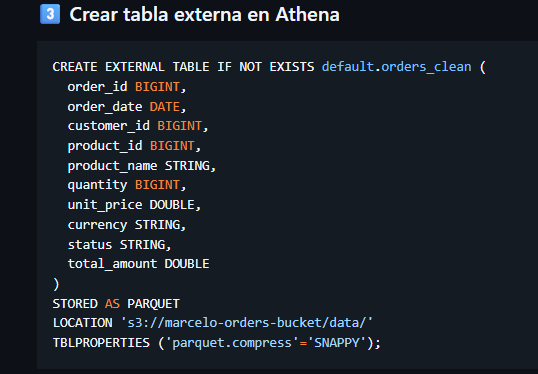 3 Crear tabla externa en Athena
CREATE EXTERNAL TABLE IF NOT EXISTS default.orders_clean (
  order_id BIGINT,
  order_date DATE,
  customer_id BIGINT,
  product_id BIGINT,
  product_name STRING,
  quantity BIGINT,
  unit_price DOUBLE,
  currency STRING,
  status STRING,
  total_amount DOUBLE
)
STORED AS PARQUET
LOCATION 's3://marcelo-orders-bucket/data/'
TBLPROPERTIES ('parquet.compress'='SNAPPY');